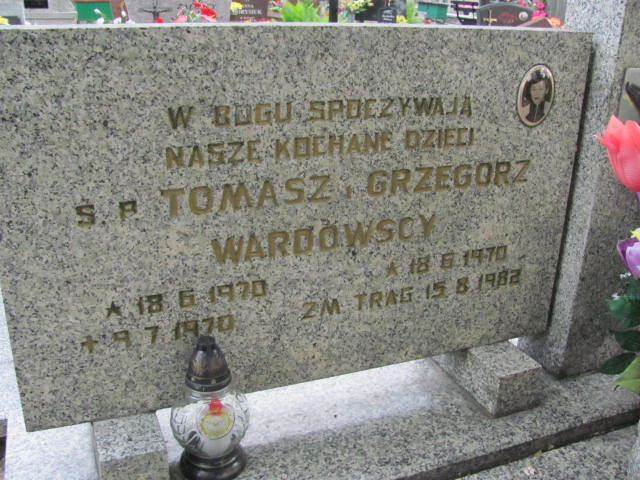 W BOGU SPOCZYWAJĄ
NASZE KOCHANE DZIECI
Ś. P. TOMASZ i GRZEGORZ
WARDOWSCY
* 18 6 1970
* 18 6 1970
+ 9.7.1970
ZM TRAG 15 8 1982